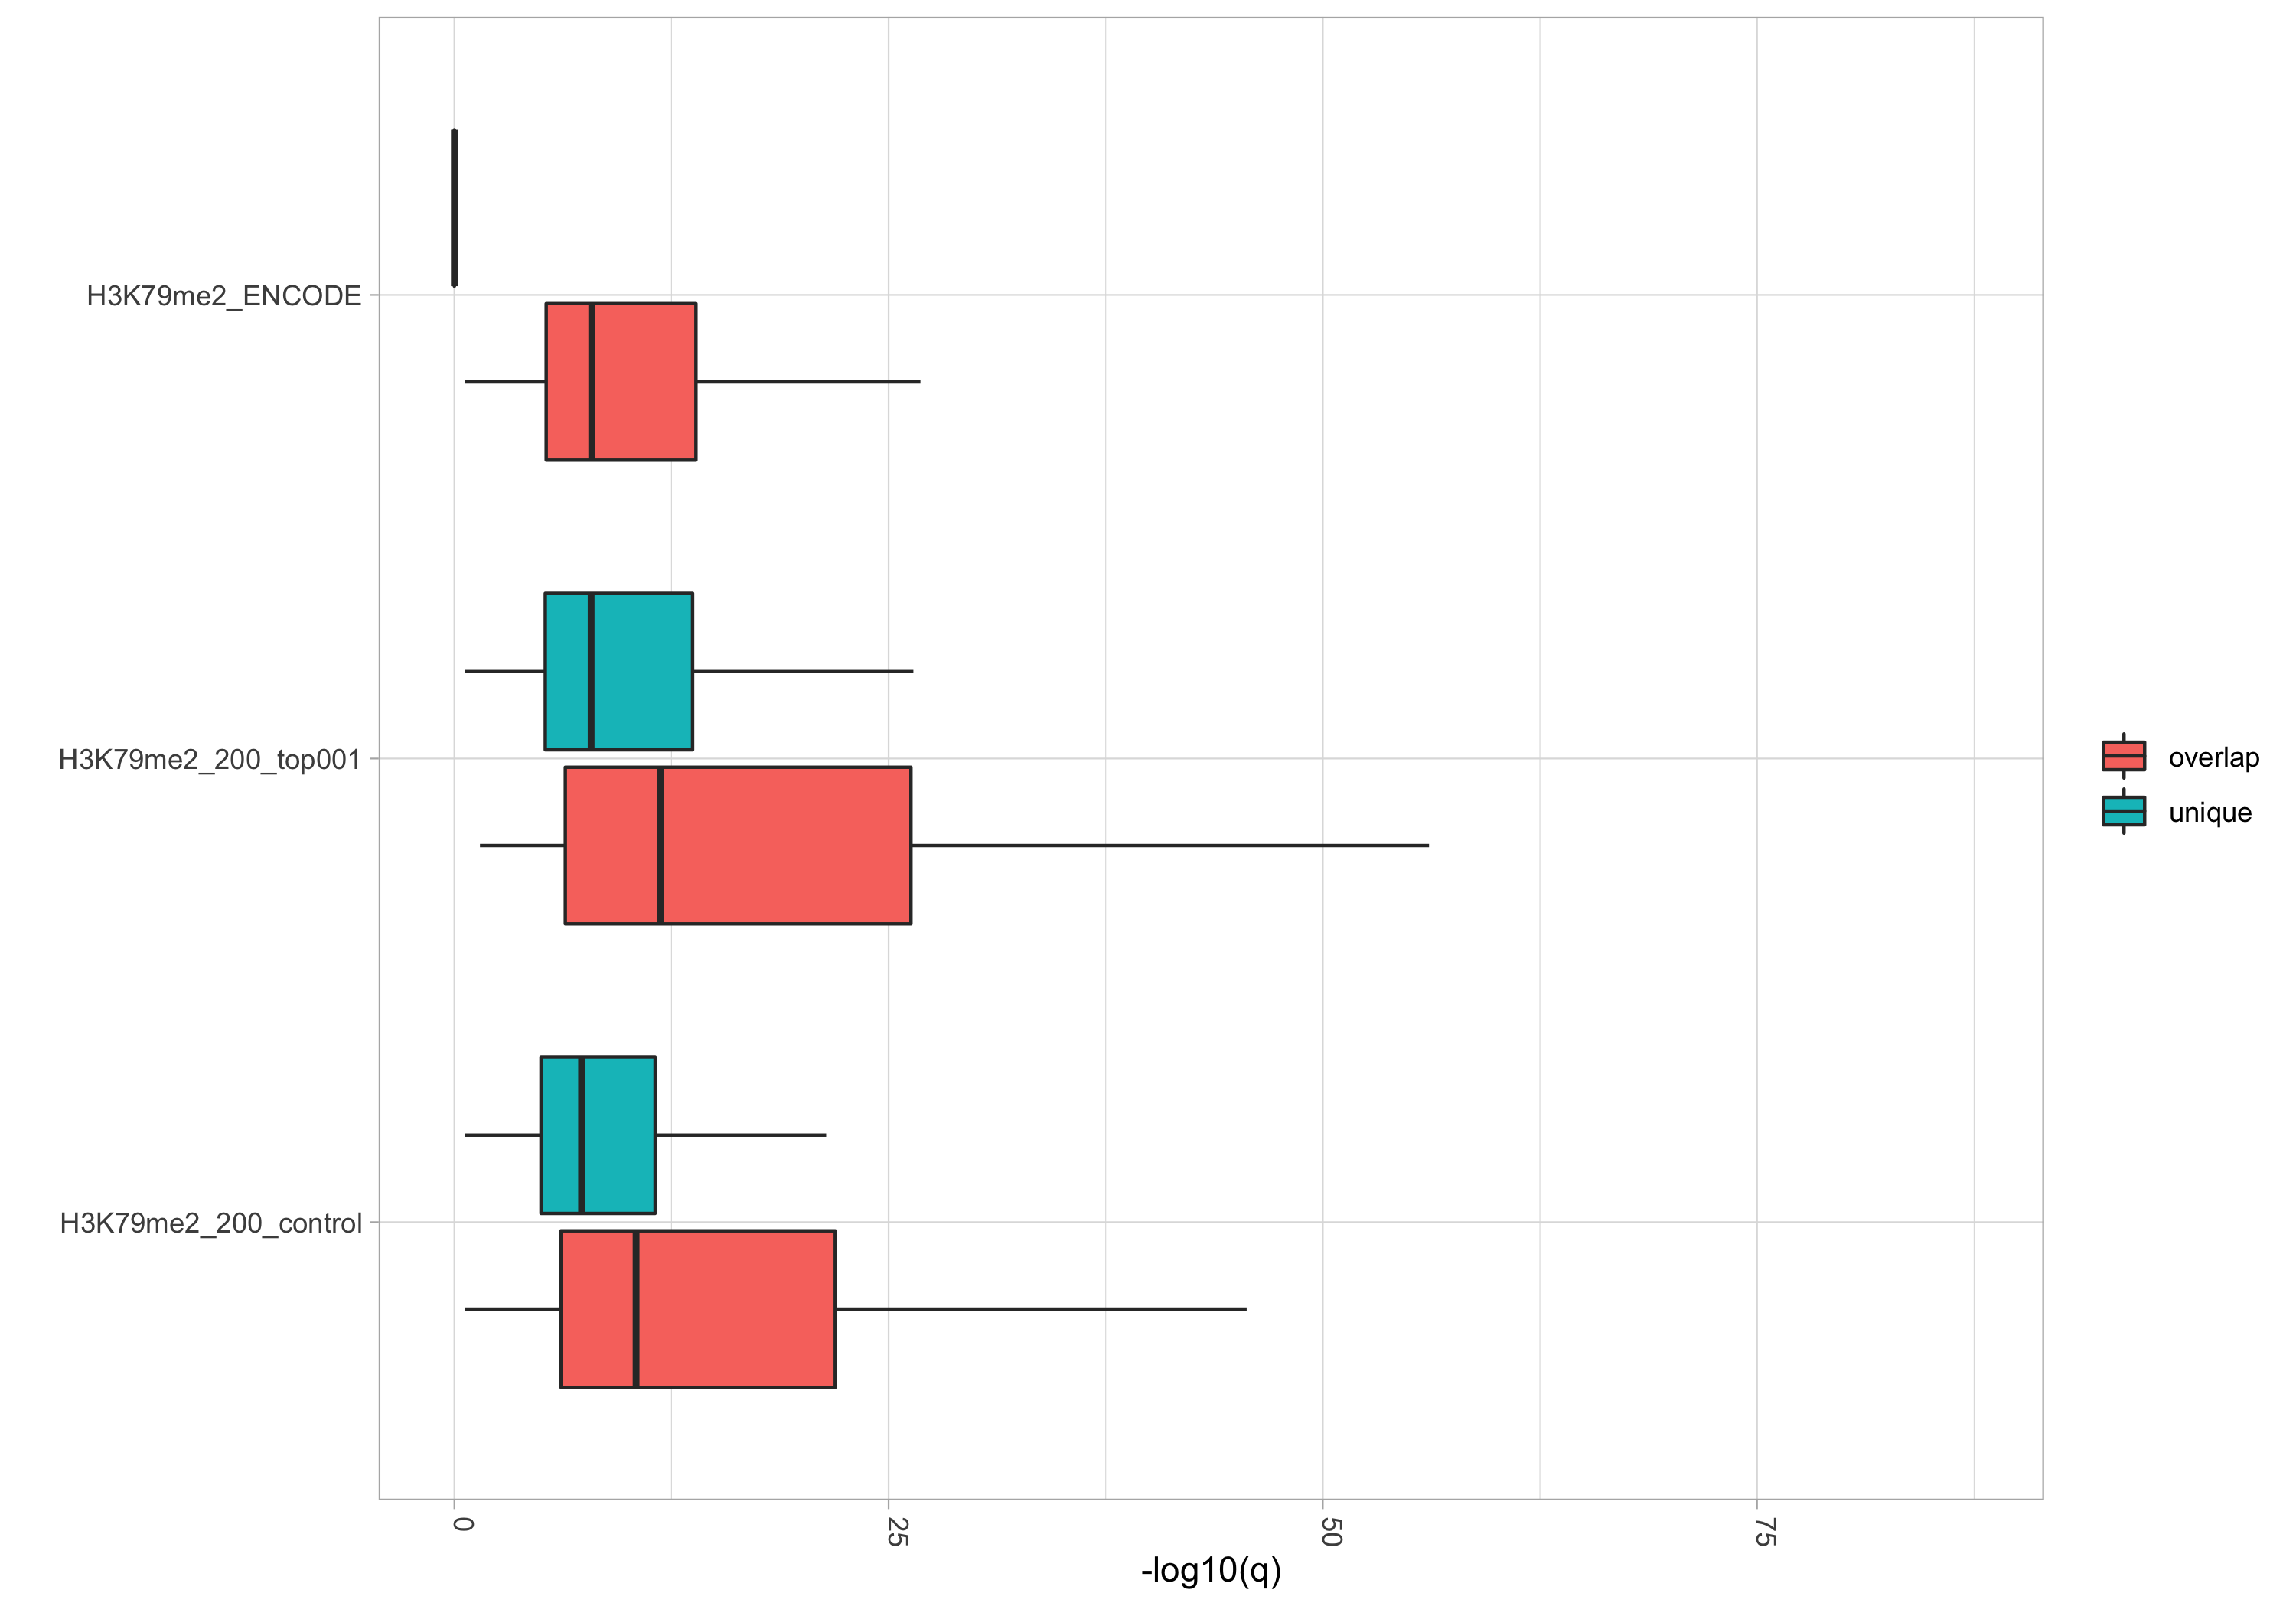 H3K79me2_ENCODE
H3K79me2_200_top001
H3K79me2_200_control
overlap
unique
0
25
50
75
-log10(q)